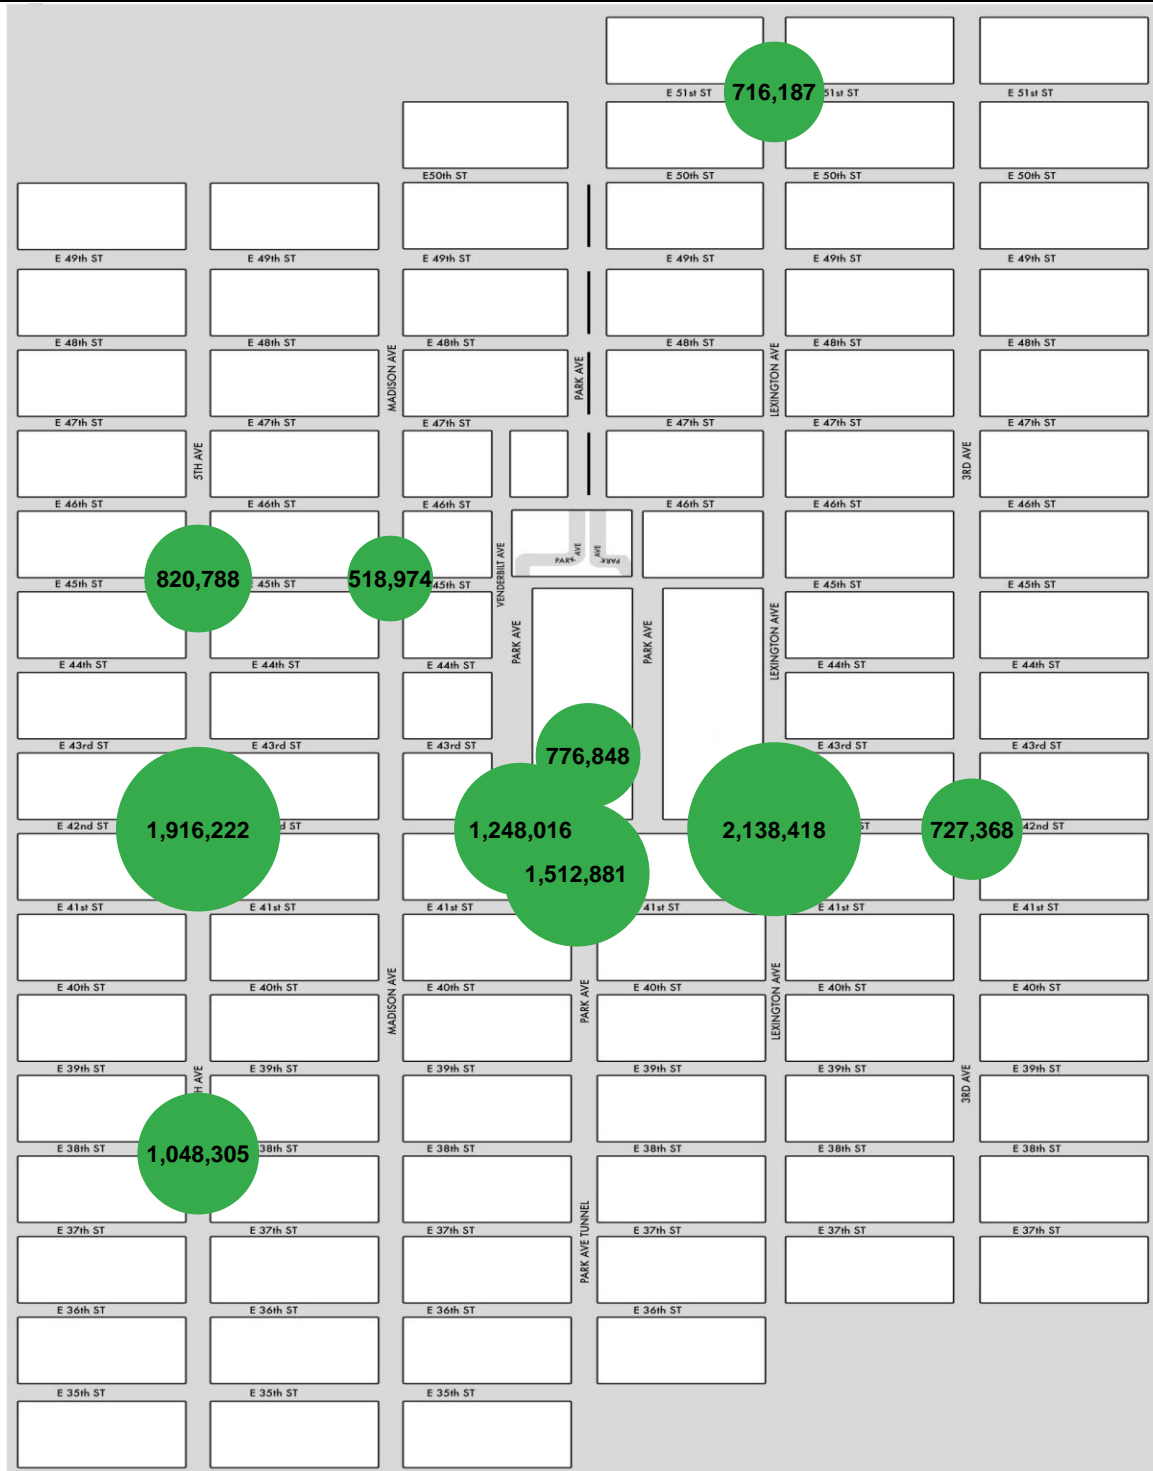 E 51st ST 716,187 51st ST E 51st ST
E50th ST E 50th ST E 50th ST E 50th ST
E 49th ST E 49th ST E 49th ST E 49th ST E 49th ST E 49th ST
E 48th ST E 48th ST E 48th ST E 48th ST E 48th ST E 48th ST
MADISON AVE PARK AVE LEXINGTON AVE
E 47th ST E 47th ST E 47th ST E 47th ST E 47th ST E 47th ST
5TH AVE 3RD AVE
E 46th ST E 46th ST E 46th ST E 46th ST E 46th ST E 46th ST
PARK AVE AVE PARK
VENDERBILT AVE
820,788 45th ST 518,974 45th ST E 45th ST E 45th ST
PARK AVE PARK AVE LEXINGTON AtVE
E 44th ST E 44th ST E 44th ST E 44th ST E 44th ST
E 43rd ST E 43rd ST E 43rd ST E 43rd ST E 43rd ST
776,848
E 42nd ST 1,916,222 d ST 1,248,016 2,138,418 ST 727,368 42nd ST
1,512,881
E 41st ST E 41st ST E 41st ST 41st ST E 41st ST E 41st ST
E 40th ST E 40th ST E 40th ST E 40th ST E 40th ST E 40th ST
MADISON AVE PARK AVE LEXINGTON AtVE
E 39th ST E 39th ST E 39th ST E 39th ST E 39th ST E 39th ST
H AVE 3RD AVE
E 38th ST 38th ST E 38th ST E 38th ST E 38th ST E 38th ST
1,048,305
E 37th ST E 37th ST E 37th ST E 37th ST E 37th ST E 37th ST
PARK AVE TUNNEL
E 36th ST E 36th ST E 36th ST E 36th ST
E 35th ST E 35th ST E 35th ST